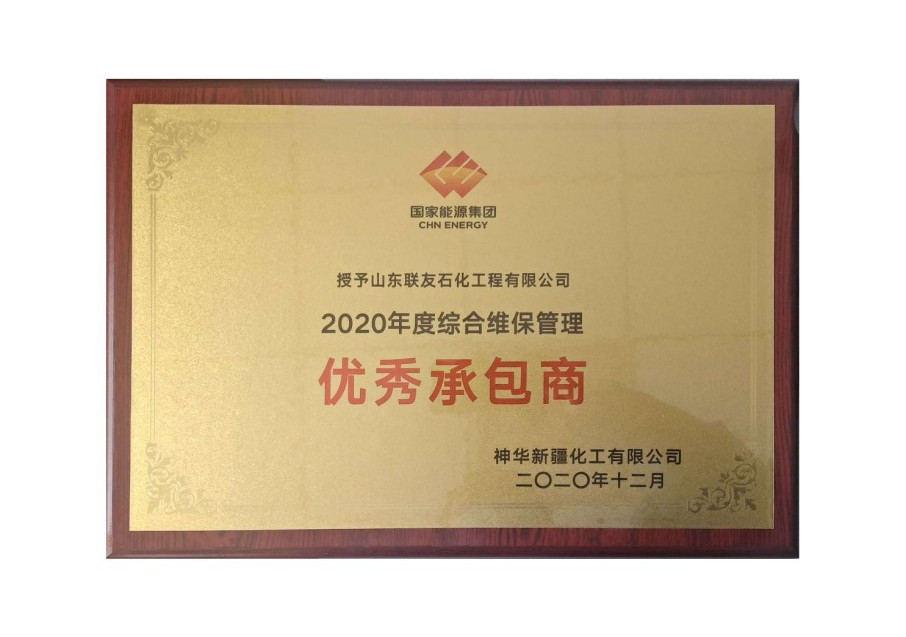 国家能源集团
CHN ENERGY
授予山东联友石化工程有限公司
2020年度综合维保管理
优秀承包商
神华新疆化工有限公司
二〇二〇年十二月